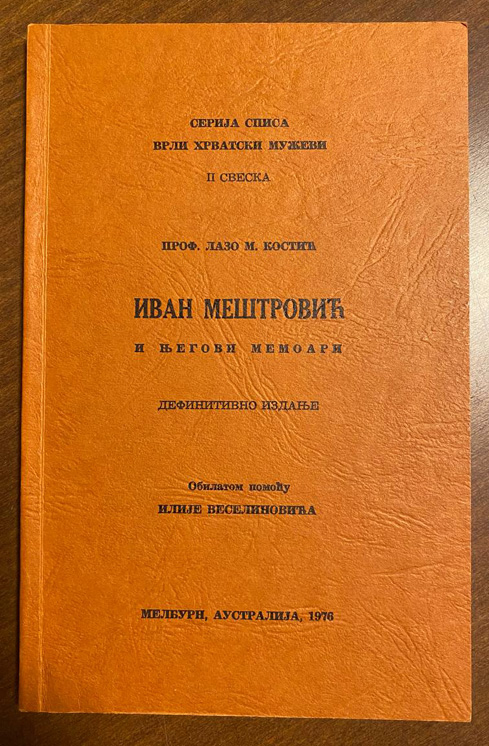 СЕРИЈА СПИСА
ВРЛИ ХРВАТСКИ МУЖЕВИ
II СВЕСКА
ПРОФ. ЛАЗО М. КОСТИЋ
ИВАН МЕШТРОВИЋ
И ЊЕГОВИ МЕМОАРИ
ДЕФИНИТИВНО ИЗДАЊЕ
Обилатом помоћу
ИЛИЈЕ ВЕСЕЛИНОВИЋА
МЕЛБУРН, АУСТРАЛИЈА, 1976